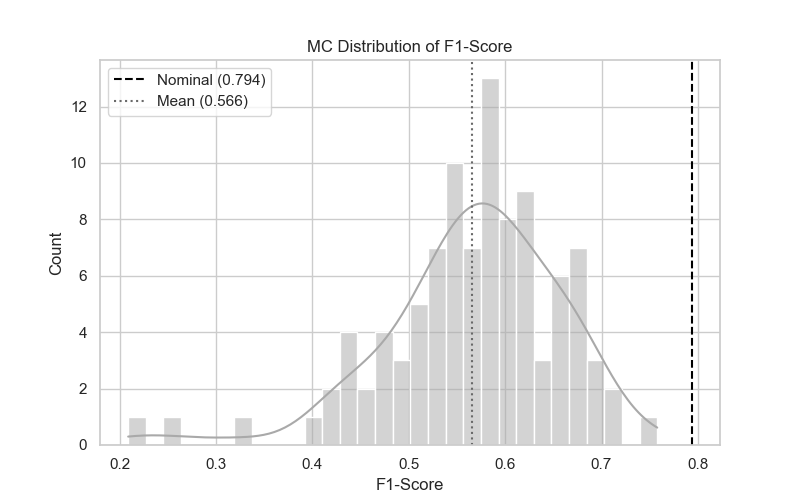 MC Distribution of F1-Score
Nominal (0.794)
Mean (0.566)
Count
12
10
8
6
4
2
0
0.2 0.3 0.4 0.5 0.6 0.7 0.8
F1-Score